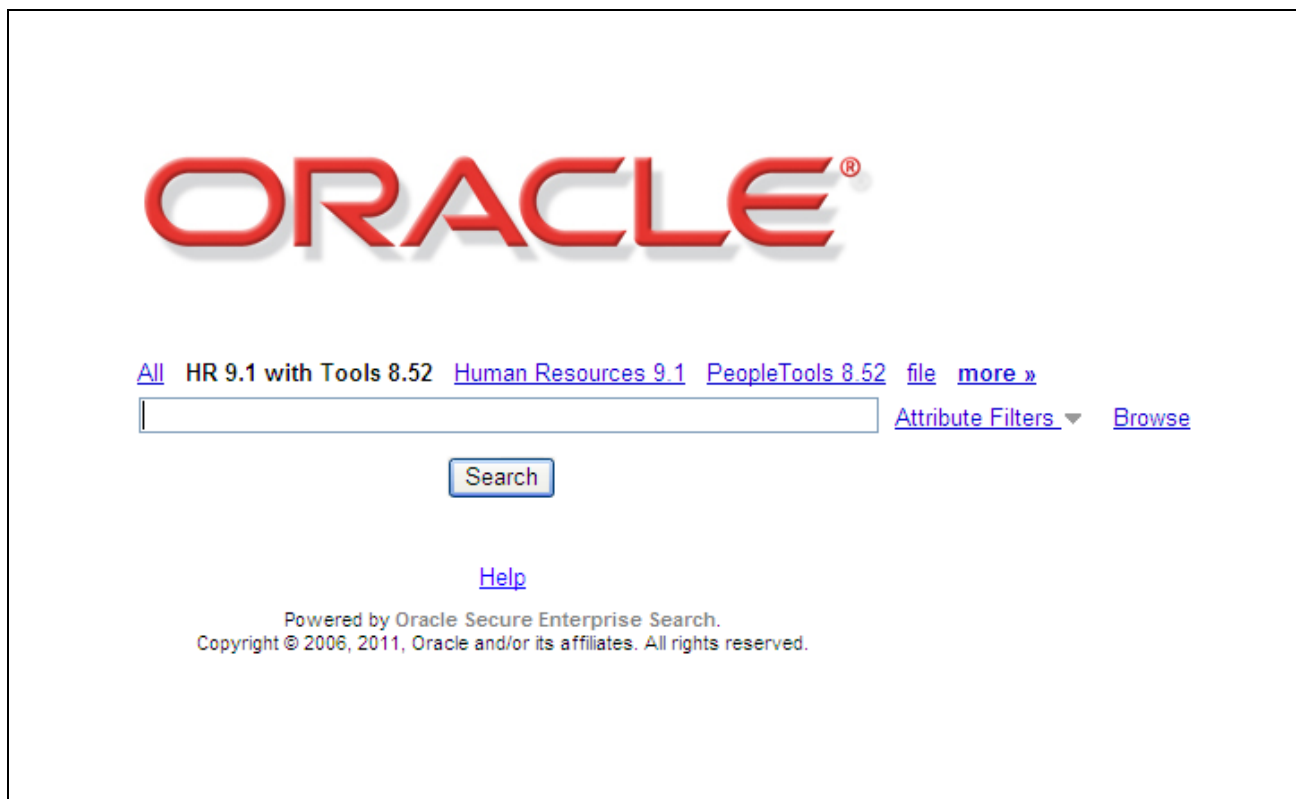 ORACLE®
All HR 9.1 with Tools 8.52 Human Resources 9.1 PeopleTools 8.52 file more »
Attribute Filters Browse
Search
Help
Powered by Oracle Secure Enterprise Search.
Copyright © 2006, 2011, Oracle and/or its affiliates. All rights reserved.